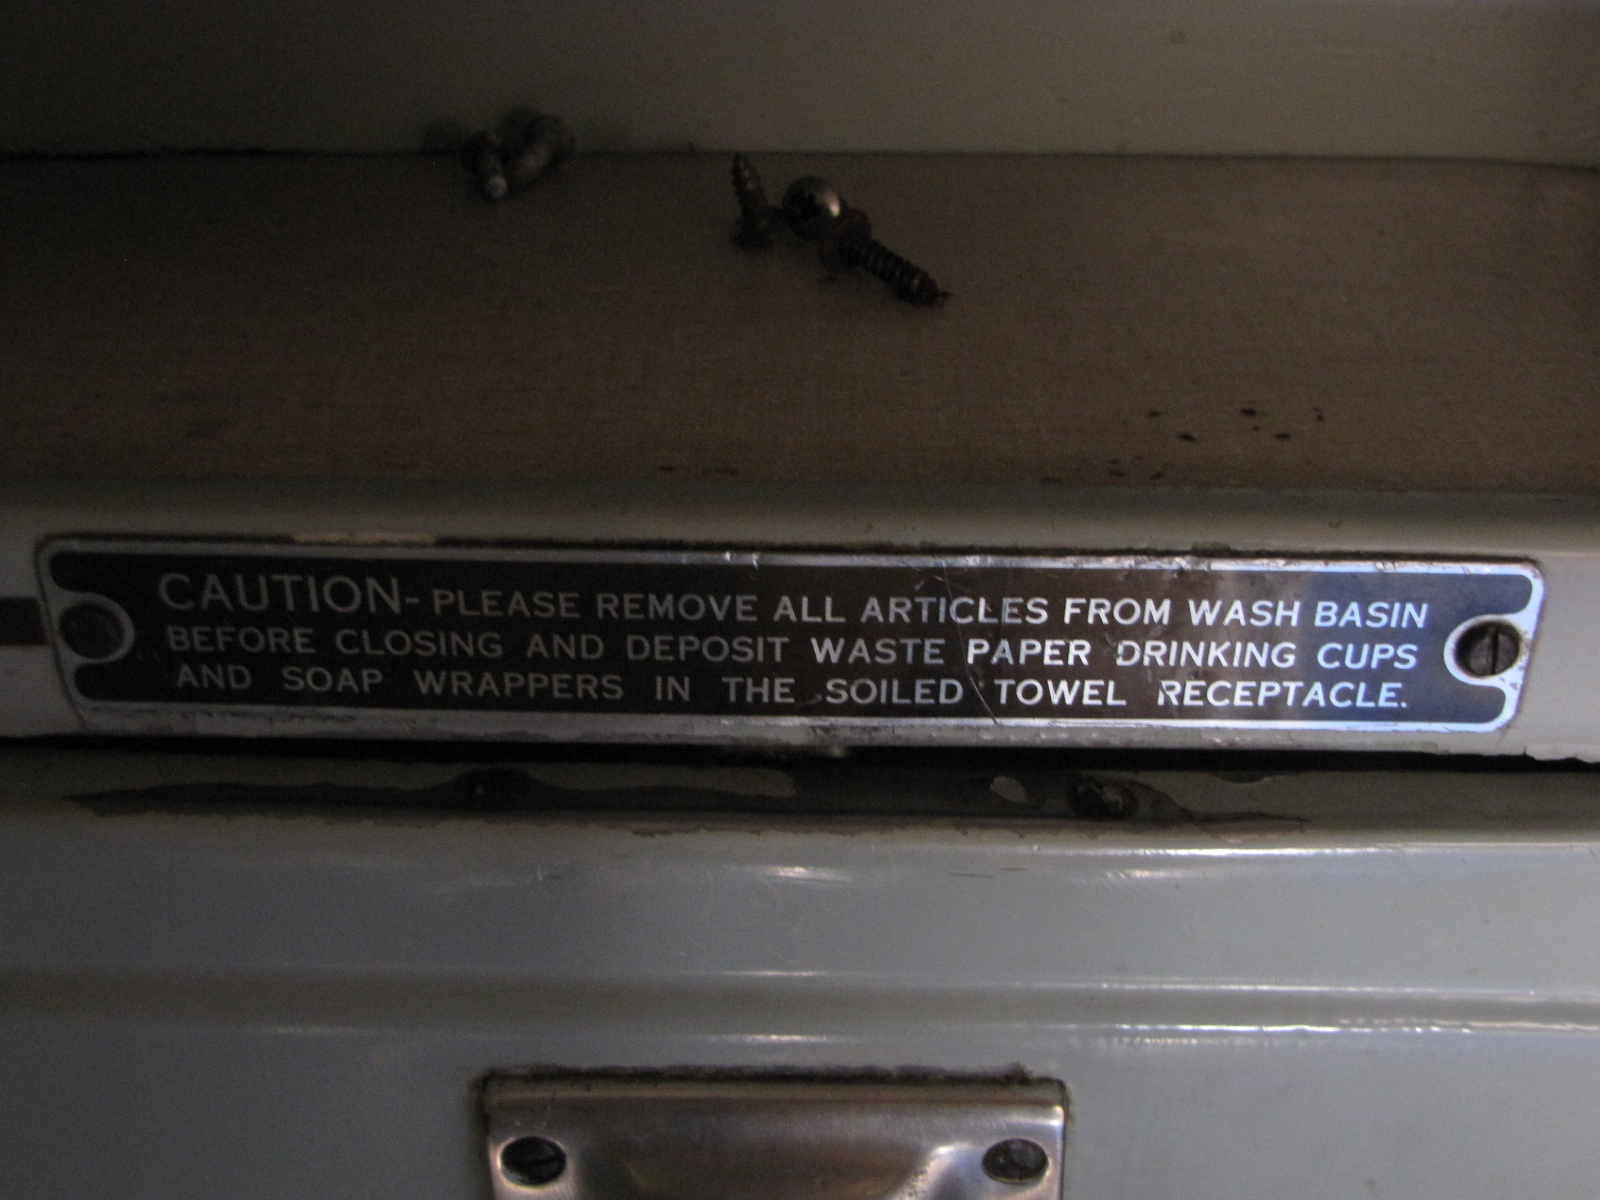 CAUTION- PLEASE REMOVE ALL ARTICLES FROM WASH BASIN
BEFORE CLOSING AND DEPOSIT WASTE PAPER DRINKING CUPS
AND SOAP WRAPPERS IN THE SOILED TOWEL RECEPTACLE.